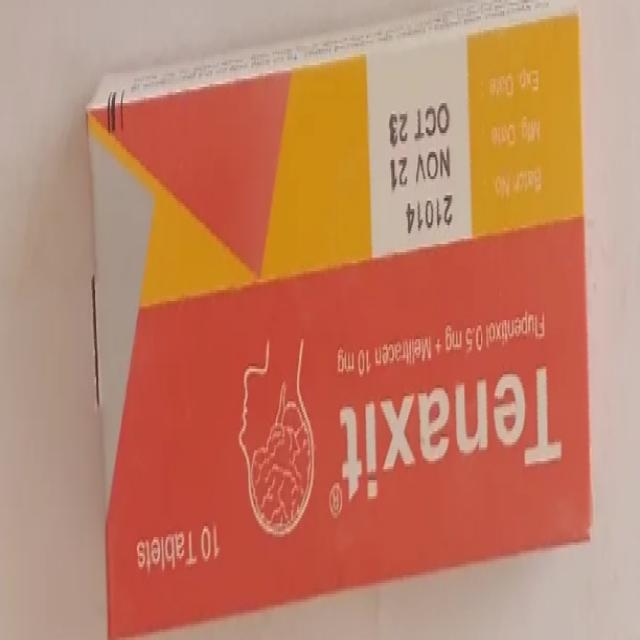 10 Tablets
Tenaxit®
Flupentixol 0.5 mg + Melitracen 10 mg
Batch No. :
21014
Mfg. Date :
NOV 21
Exp. Date :
OCT 23